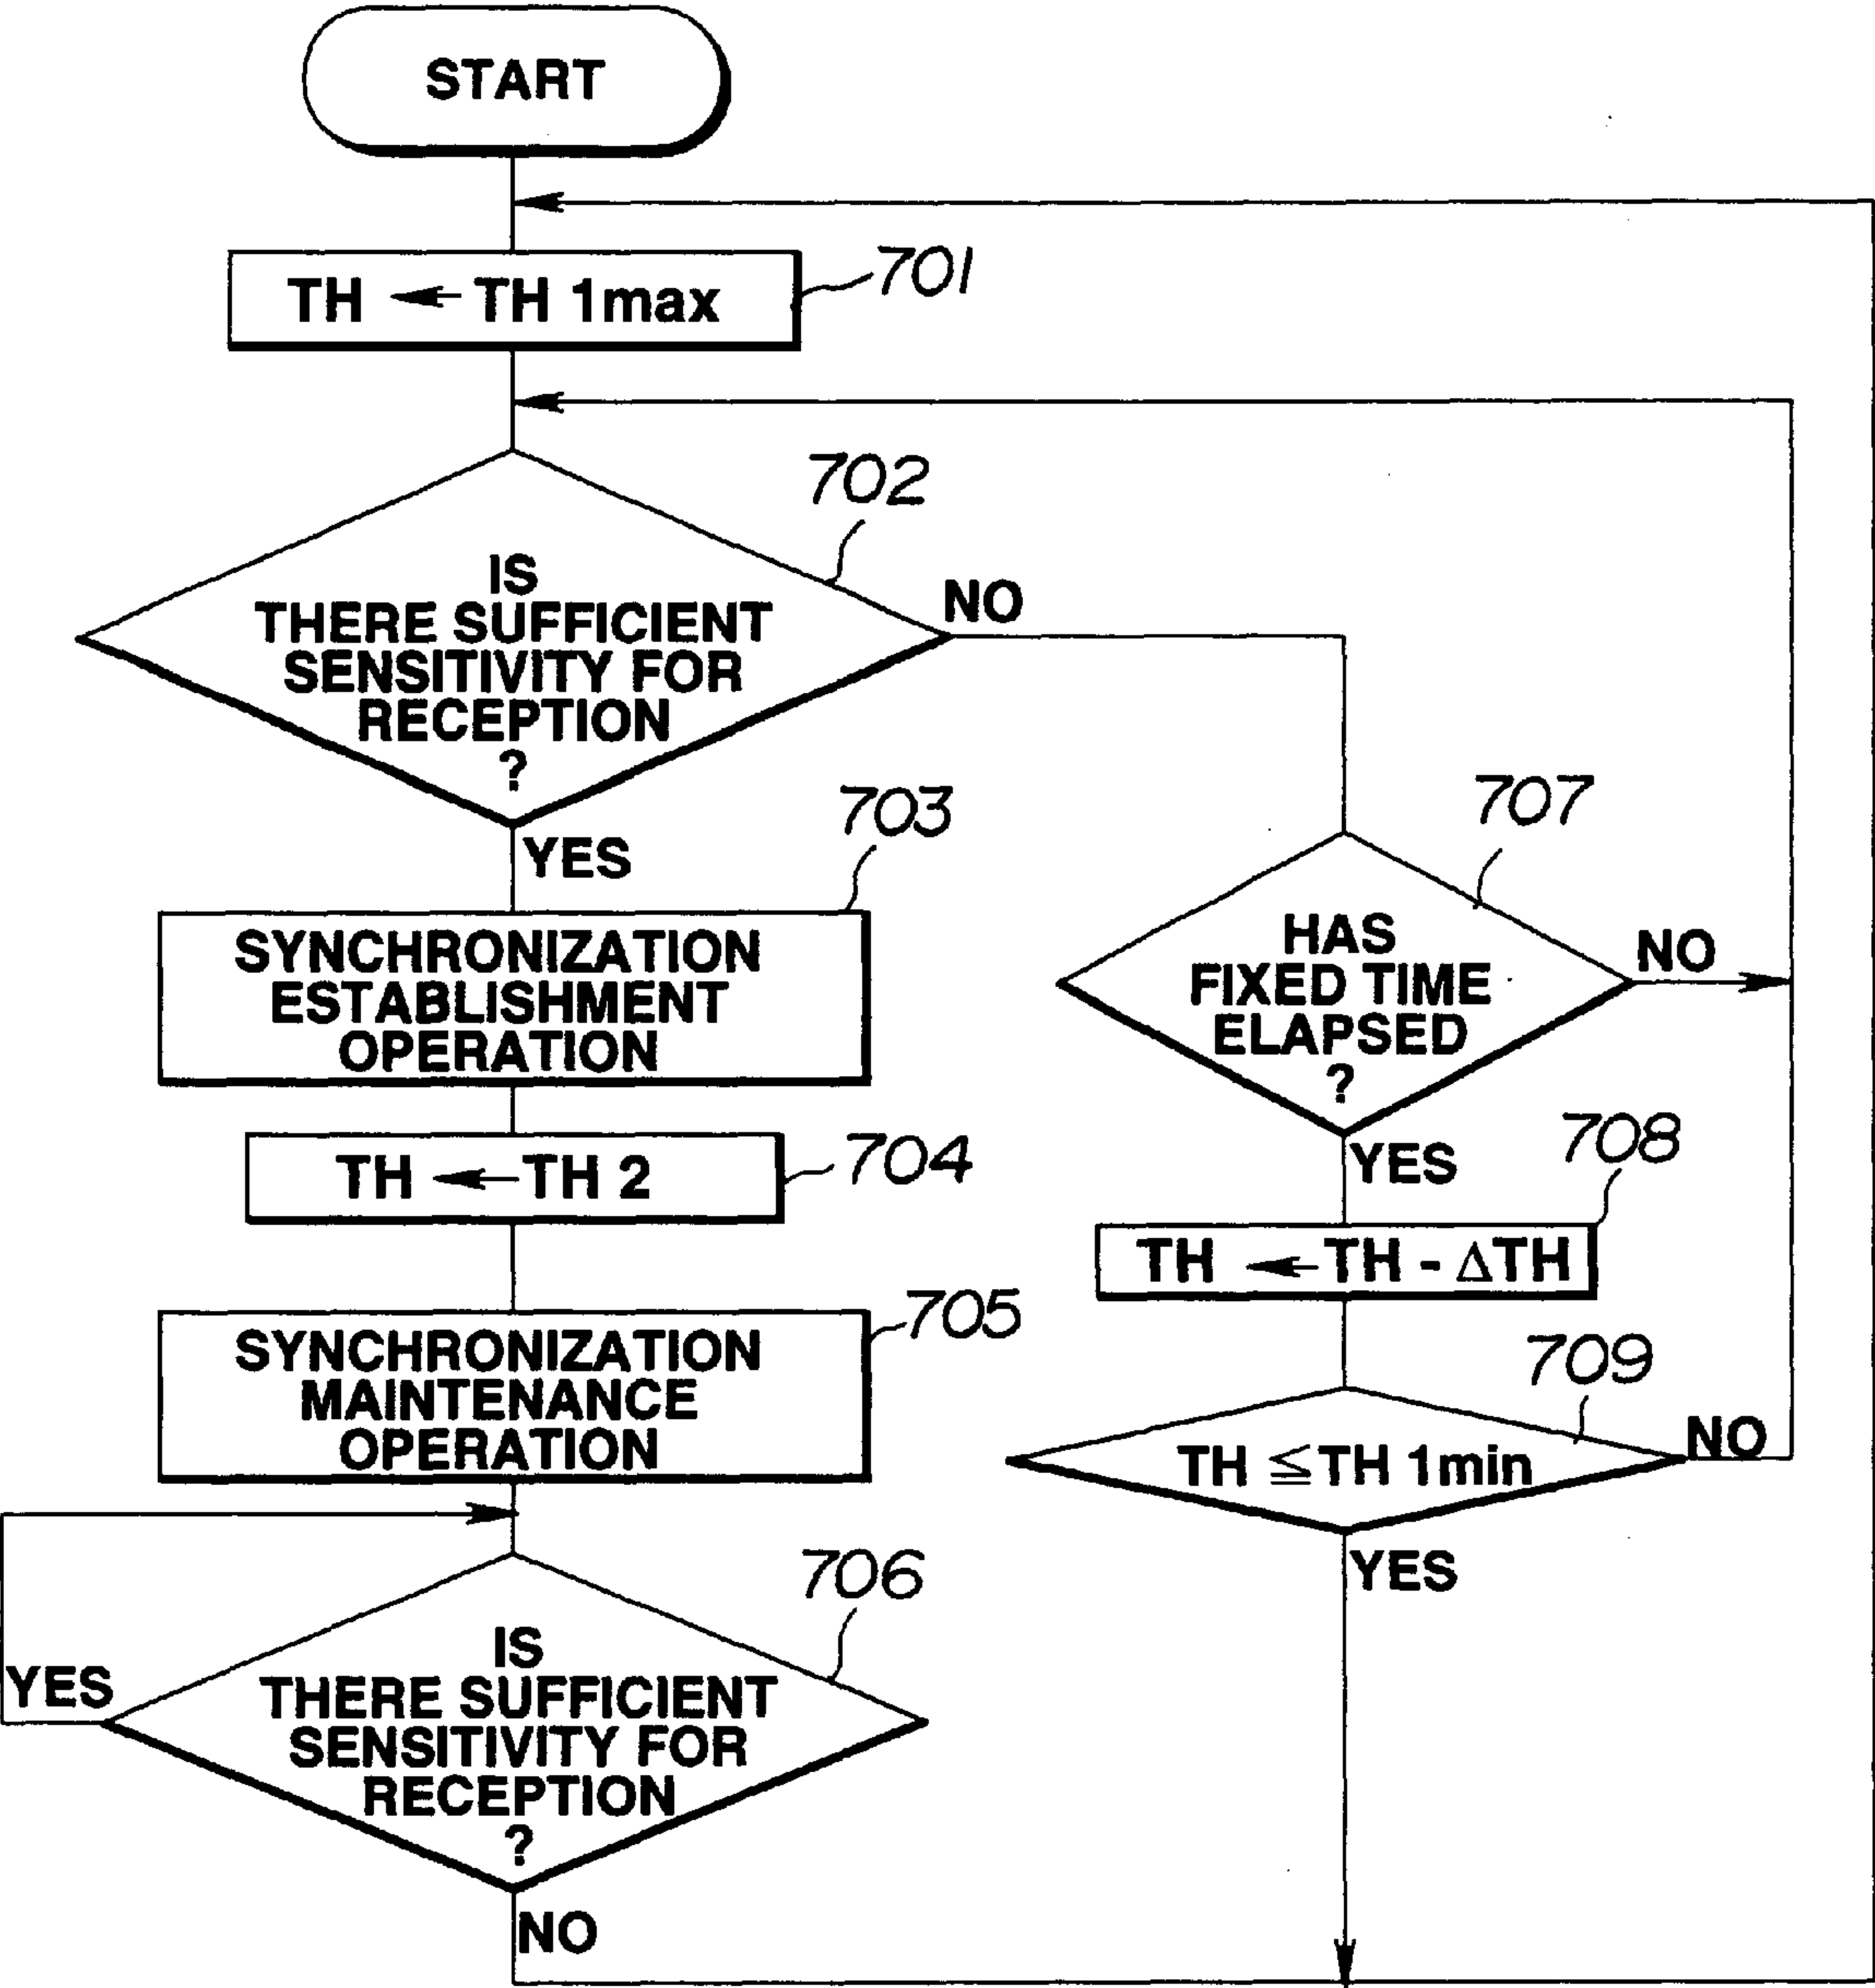 START
701
TH ← TH 1max
702
IS
THERE SUFFICIENT
SENSITIVITY FOR
RECEPTION
?
NO
YES
703
SYNCHRONIZATION
ESTABLISHMENT
OPERATION
704
TH ← TH 2
705
SYNCHRONIZATION
MAINTENANCE
OPERATION
706
IS
THERE SUFFICIENT
SENSITIVITY FOR
RECEPTION
?
YES
NO
707
HAS
FIXED TIME
ELAPSED
?
NO
YES
708
TH ← TH - ΔTH
709
TH ≦ TH 1min
NO
YES